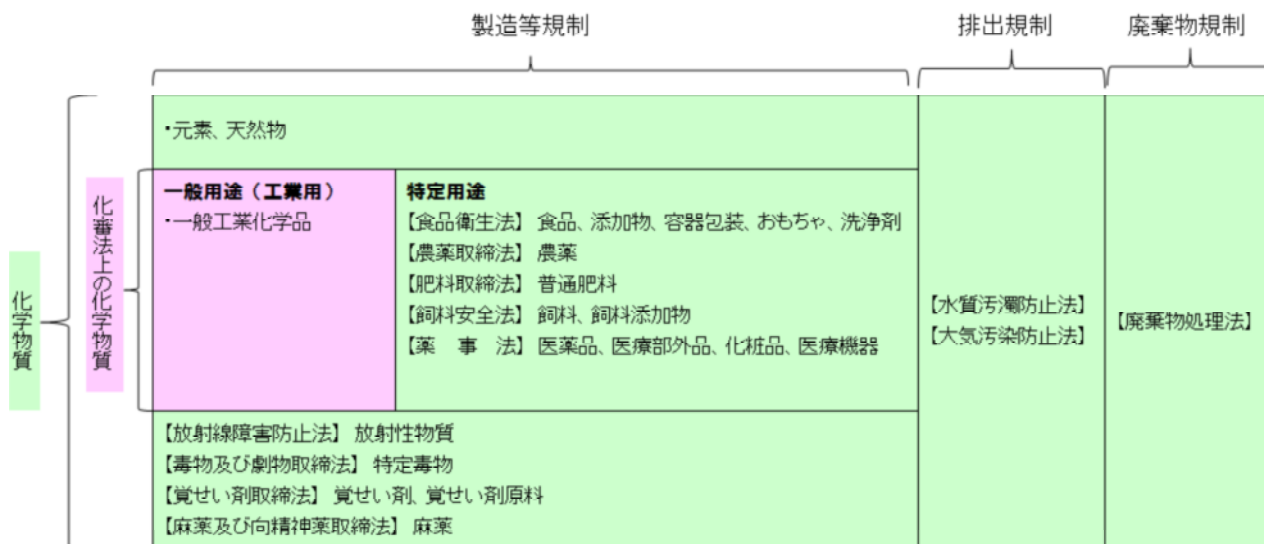 製造等規制
排出規制
廃棄物規制
化学物質
化審法上の化学物質
・元素、天然物
一般用途（工業用）
・一般工業化学品
特定用途
【食品衛生法】 食品、添加物、容器包装、おもちゃ、洗浄剤
【農薬取締法】 農薬
【肥料取締法】 普通肥料
【飼料安全法】 飼料、飼料添加物
【薬　事　法】 医薬品、医療部外品、化粧品、医療機器
【放射線障害防止法】 放射性物質
【毒物及び劇物取締法】 特定毒物
【覚せい剤取締法】 覚せい剤、覚せい剤原料
【麻薬及び向精神薬取締法】 麻薬
【水質汚濁防止法】
【大気汚染防止法】
【廃棄物処理法】